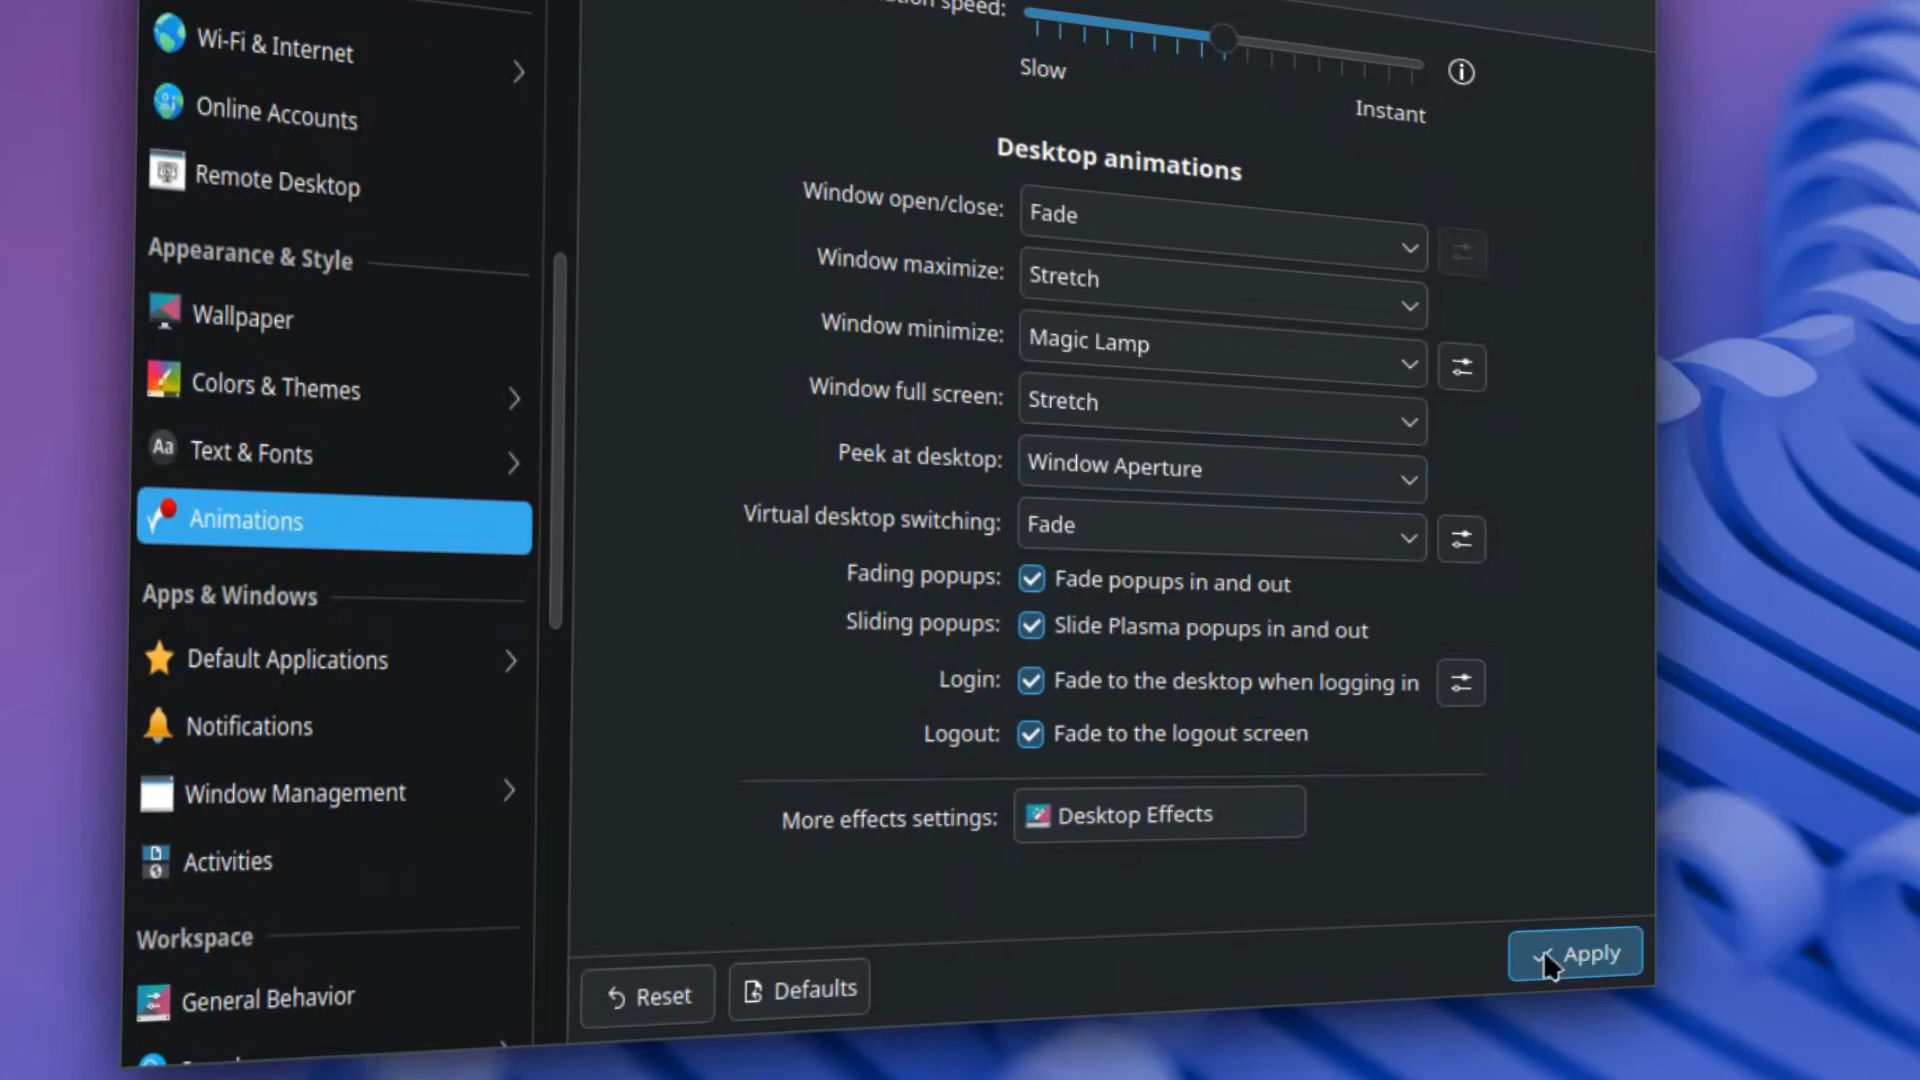 Wi-Fi & Internet
Online Accounts
Remote Desktop
Appearance & Style
Wallpaper
Colors & Themes
Aa Text & Fonts
Animations
Apps & Windows
Default Applications
Notifications
Window Management
Activities
Workspace
General Behavior
speed:
Slow
Instant
Desktop animations
Window open/close: Fade
Window maximize: Stretch
Window minimize: Magic Lamp
Window full screen: Stretch
Peek at desktop: Window Aperture
Virtual desktop switching: Fade
Fading popups: Fade popups in and out
Sliding popups: Slide Plasma popups in and out
Login: Fade to the desktop when logging in
Logout: Fade to the logout screen
More effects settings: Desktop Effects
Reset
Defaults
Apply